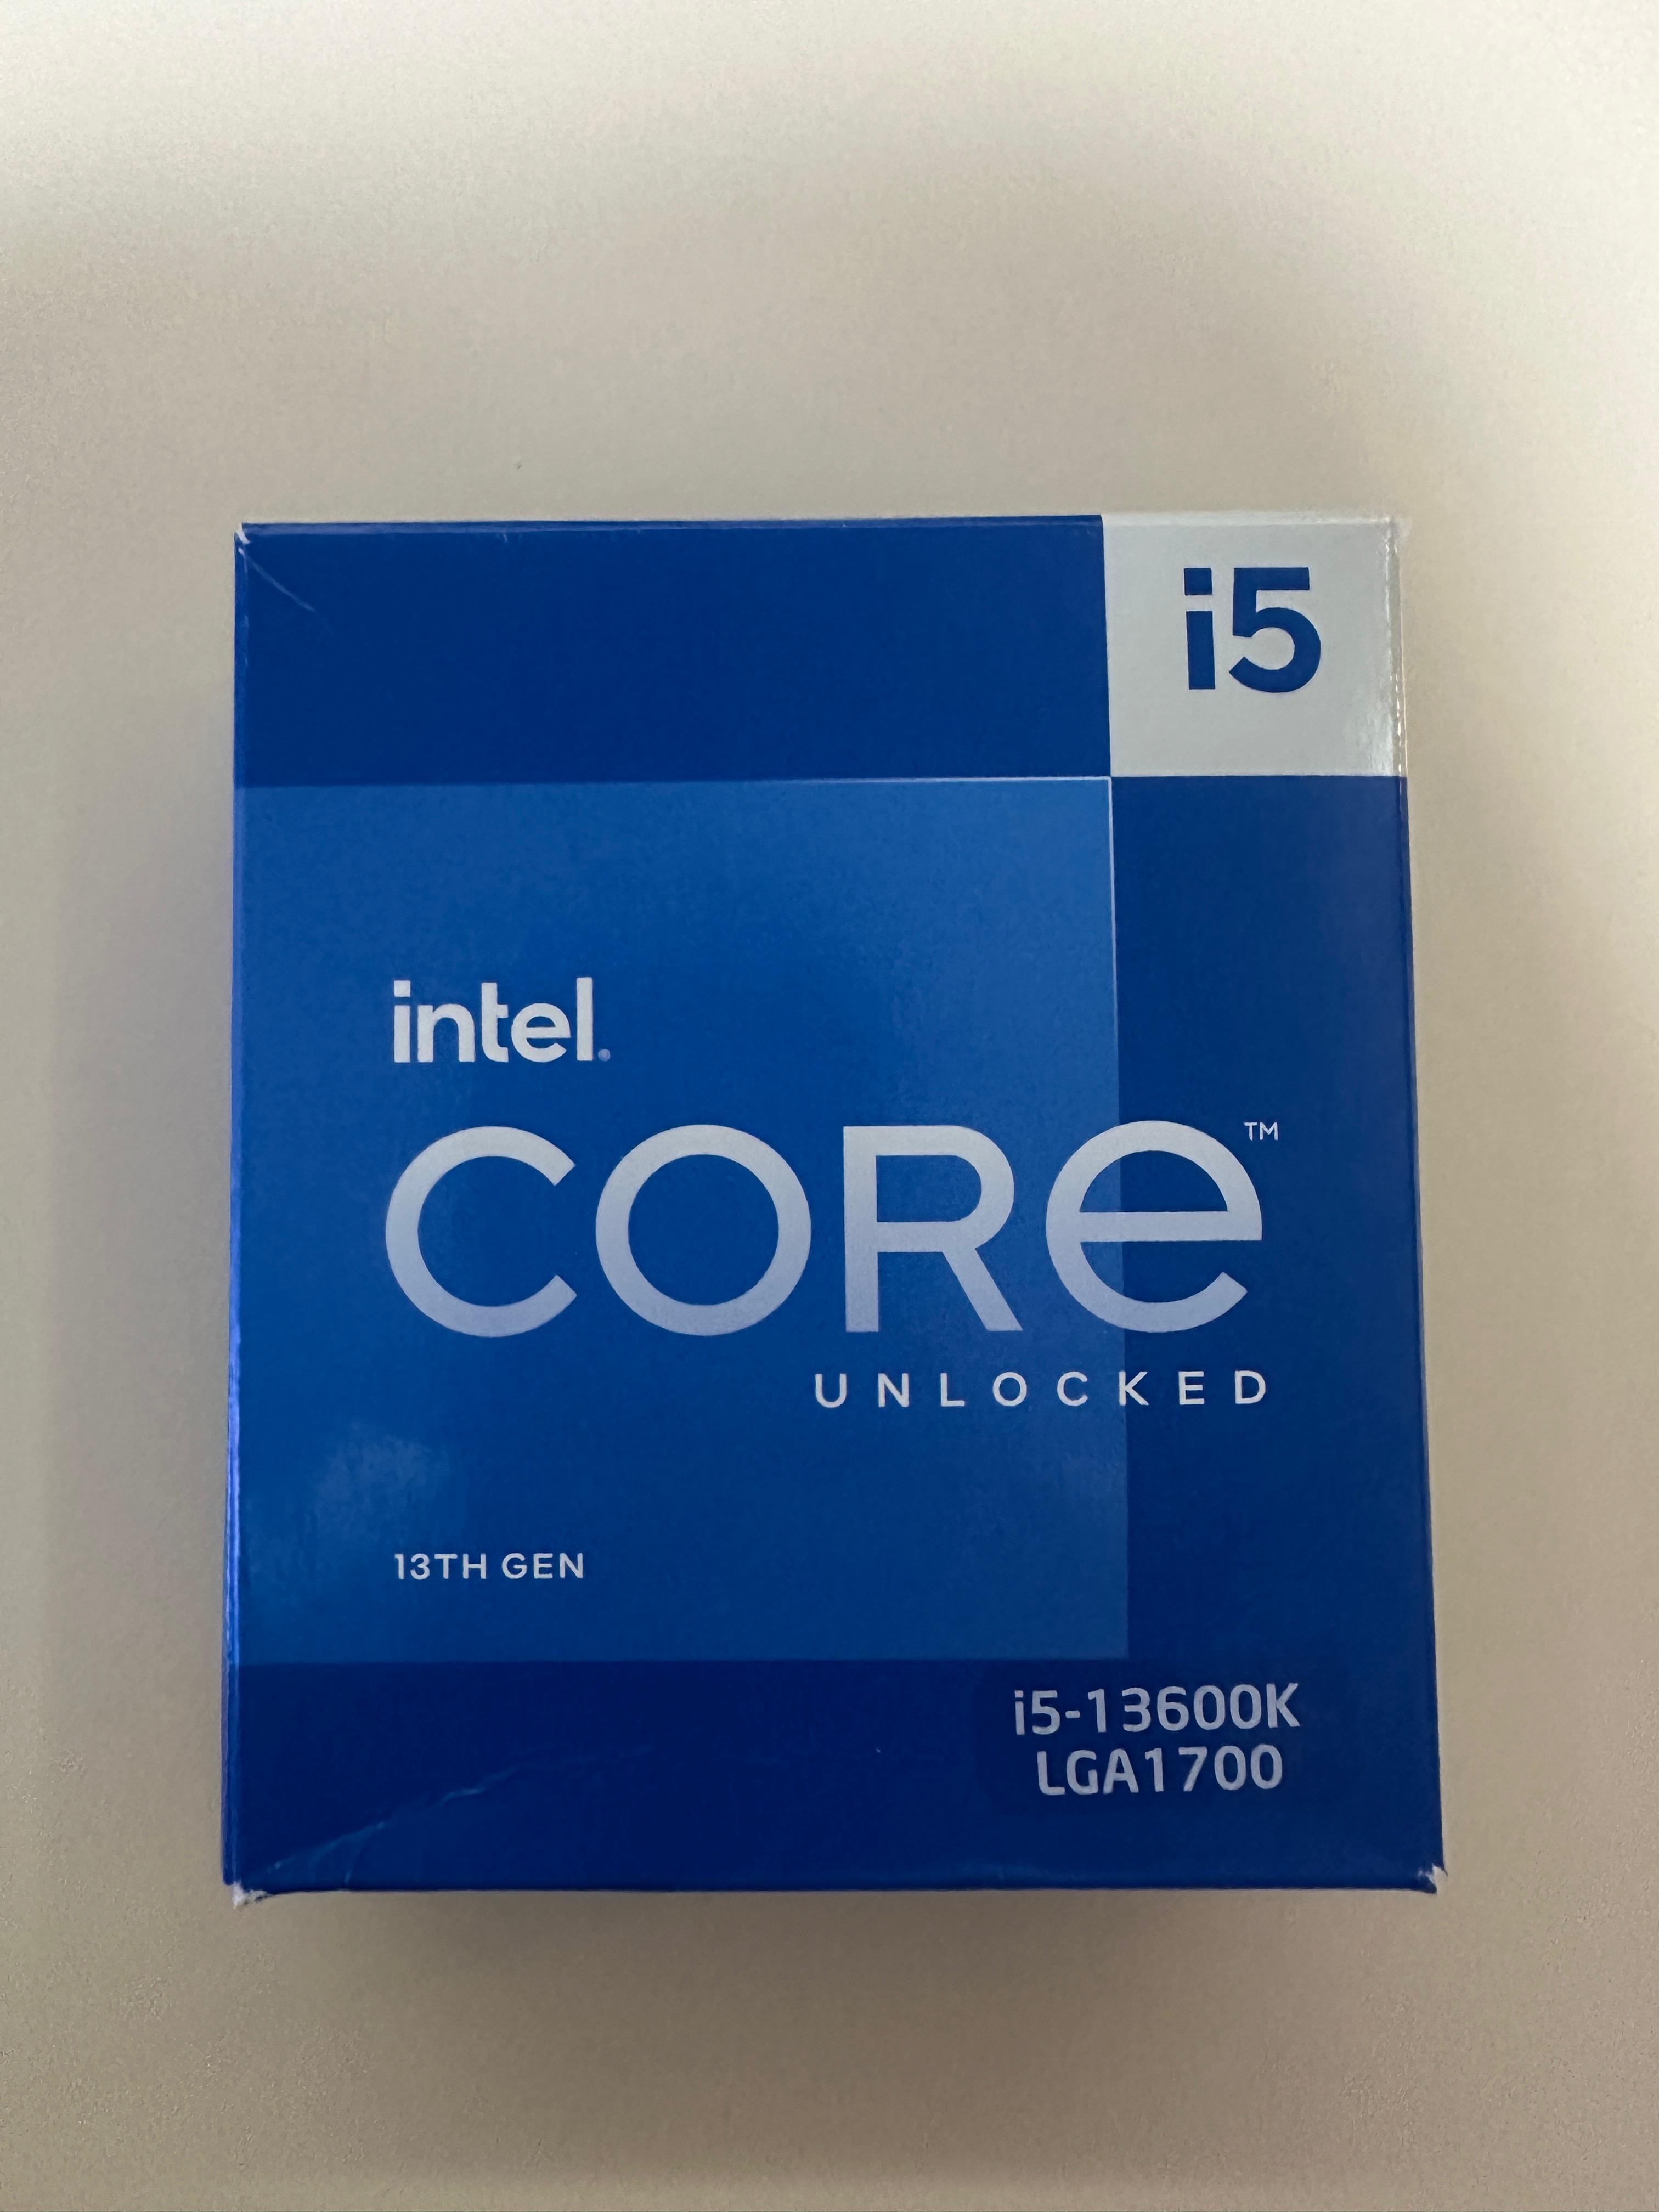 i5
intel.
CORe™
UNLOCKED
13TH GEN
i5-13600K
LGA1700